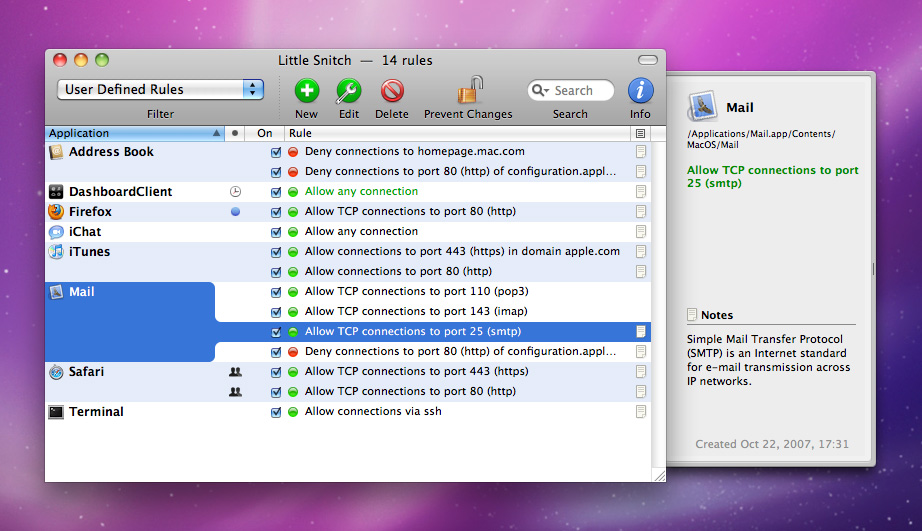 Little Snitch — 14 rules
User Defined Rules
Filter
New
Edit
Delete
Prevent Changes
Search
Search
Info
Application On Rule
Address Book Deny connections to homepage.mac.com
Deny connections to port 80 (http) of configuration.appl...
DashboardClient Allow any connection
Firefox Allow TCP connections to port 80 (http)
iChat Allow any connection
iTunes Allow connections to port 443 (https) in domain apple.com
Allow connections to port 80 (http)
Mail Allow TCP connections to port 110 (pop3)
Allow TCP connections to port 143 (imap)
Allow TCP connections to port 25 (smtp)
Deny connections to port 80 (http) of configuration.appl...
Safari Allow TCP connections to port 443 (https)
Allow TCP connections to port 80 (http)
Terminal Allow connections via ssh
Mail
/Applications/Mail.app/Contents/
MacOS/Mail
Allow TCP connections to port
25 (smtp)
Notes
Simple Mail Transfer Protocol
(SMTP) is an Internet standard
for e-mail transmission across
IP networks.
Created Oct 22, 2007, 17:31